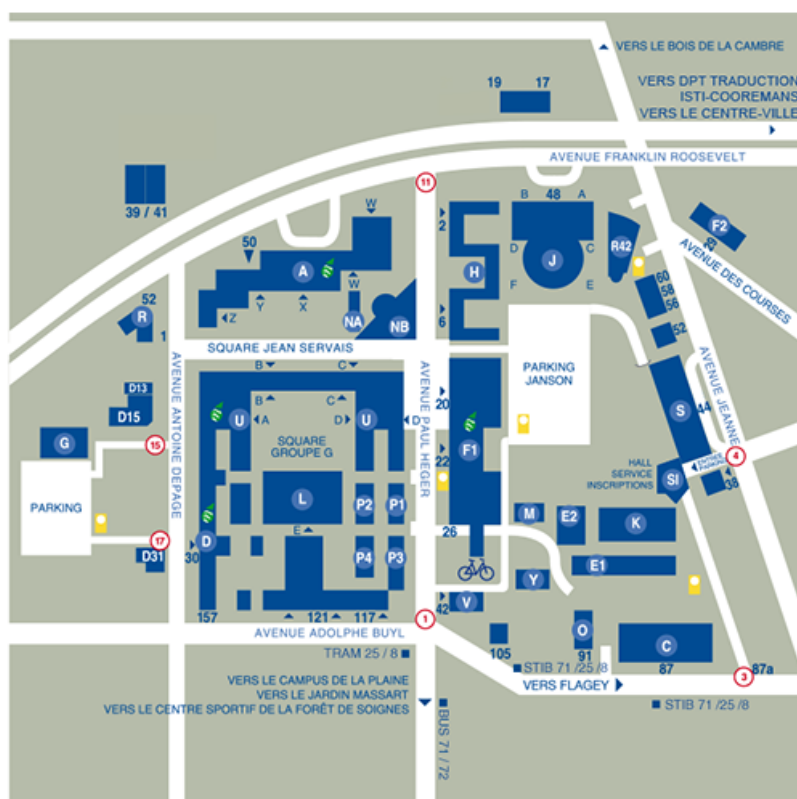 VERS LE BOIS DE LA CAMBRE
VERS DPT TRADUCTION
ISTI-COOREMANS
VERS LE CENTRE-VILLE
19 17
AVENUE FRANKLIN ROOSEVELT
11
B 48 A
39 / 41
W
2
F2
29
50
A
H
D
J
C
R42
AVENUE DES COURSES
F
E
W
60
58
56
52
Y
X
Z
NA
NB
6
52
R
1
SQUARE JEAN SERVAIS
PARKING
JANSON
AVENUE ANTOINE DEPAGE
AVENUE PAUL HEGER
AVENUE JEANNE
B
C
D13
D15
B
C
20
S
44
U
A
D
U
D
SQUARE
GROUPE G
F1
G
15
22
HALL
SERVICE
INSCRIPTIONS
ENTRÉE
PARKING
4
SI
38
PARKING
L
P2
P1
M
E2
K
E
26
17
D31
30
D
P4
P3
E1
Y
42
V
157
121
117
1
O
C
AVENUE ADOLPHE BUYL
105
91
87
87a
3
TRAM 25 / 8
STIB 71 /25 /8
VERS LE CAMPUS DE LA PLAINE
VERS LE JARDIN MASSART
VERS LE CENTRE SPORTIF DE LA FORÊT DE SOIGNES
VERS FLAGEY
STIB 71 /25 /8
BUS 71 / 72